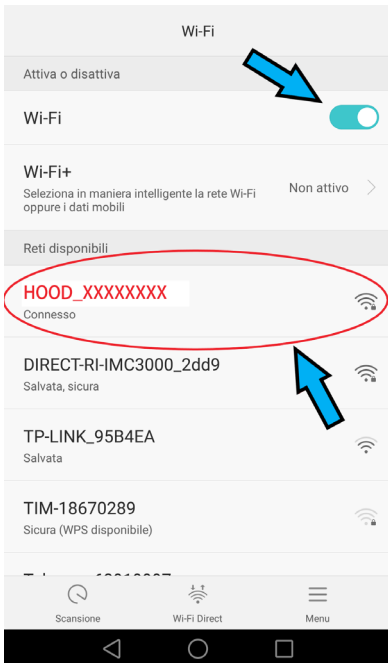 Wi-Fi
Attiva o disattiva
Wi-Fi
Wi-Fi+
Seleziona in maniera intelligente la rete Wi-Fi
oppure i dati mobili
Non attivo
Reti disponibili
HOOD_XXXXXXXX
Connesso
DIRECT-RI-IMC3000_2dd9
Salvata, sicura
TP-LINK_95B4EA
Salvata
TIM-18670289
Sicura (WPS disponibile)
Scansione
Wi-Fi Direct
Menu